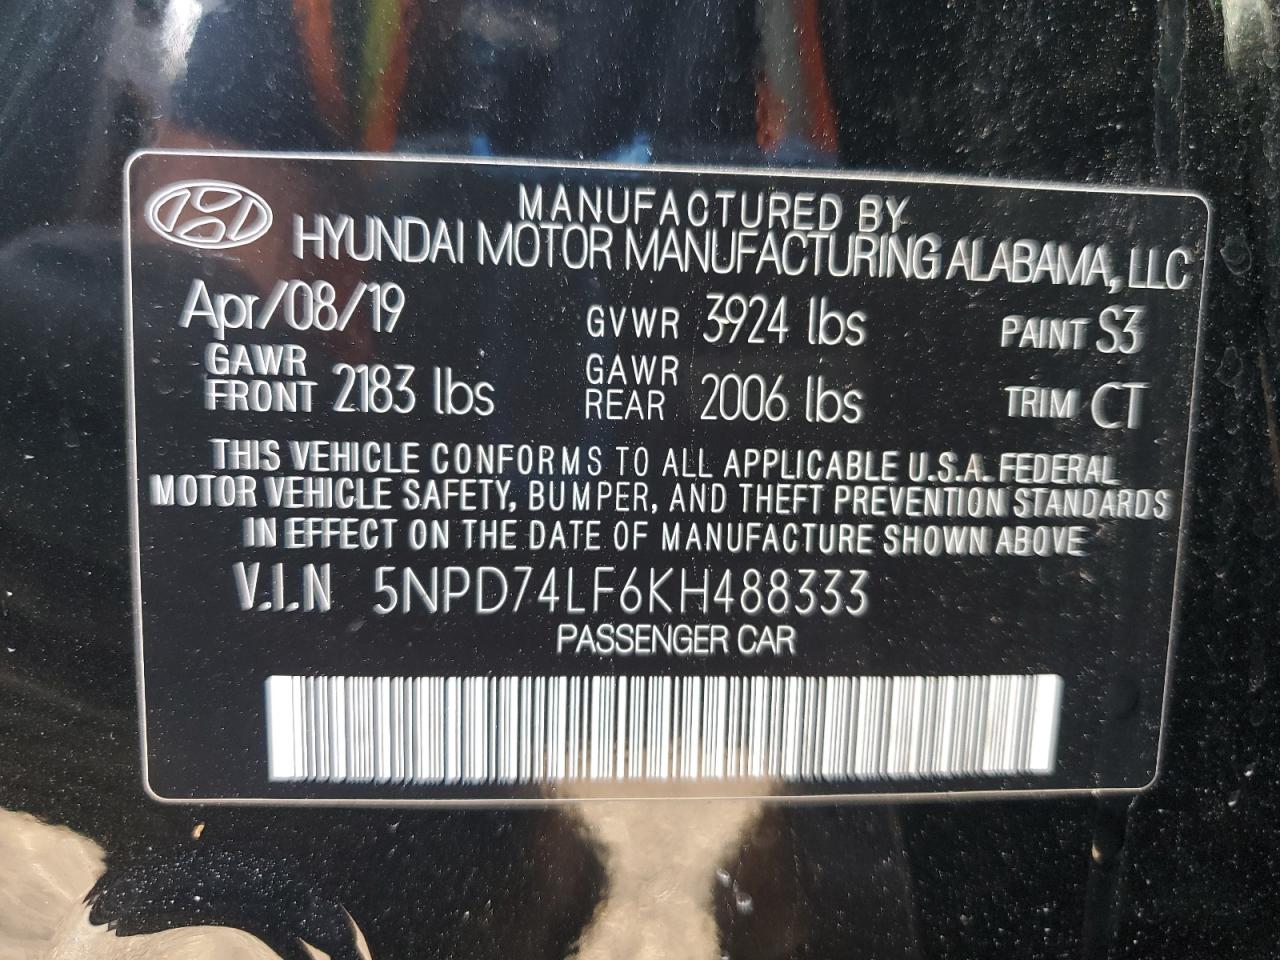 MANUFACTURED BY
HYUNDAI MOTOR MANUFACTURING ALABAMA, LLC
Apr/08/19 GVWR 3924 lbs PAINT S3
GAWR FRONT 2183 lbs GAWR REAR 2006 lbs TRIM CT
THIS VEHICLE CONFORMS TO ALL APPLICABLE U.S.A. FEDERAL
MOTOR VEHICLE SAFETY, BUMPER, AND THEFT PREVENTION STANDARDS
IN EFFECT ON THE DATE OF MANUFACTURE SHOWN ABOVE
V.I.N 5NPD74LF6KH488333
PASSENGER CAR